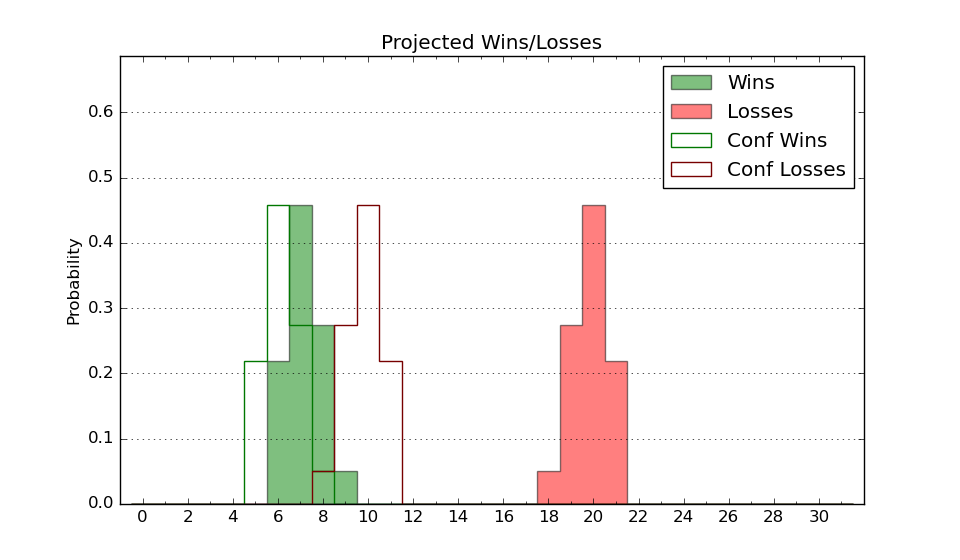 Projected Wins/Losses
Wins
Losses
Conf Wins
Conf Losses
Probability
0.6
0.5
0.4
0.3
0.2
0.1
0.0
0 2 4 6 8 10 12 14 16 18 20 22 24 26 28 30